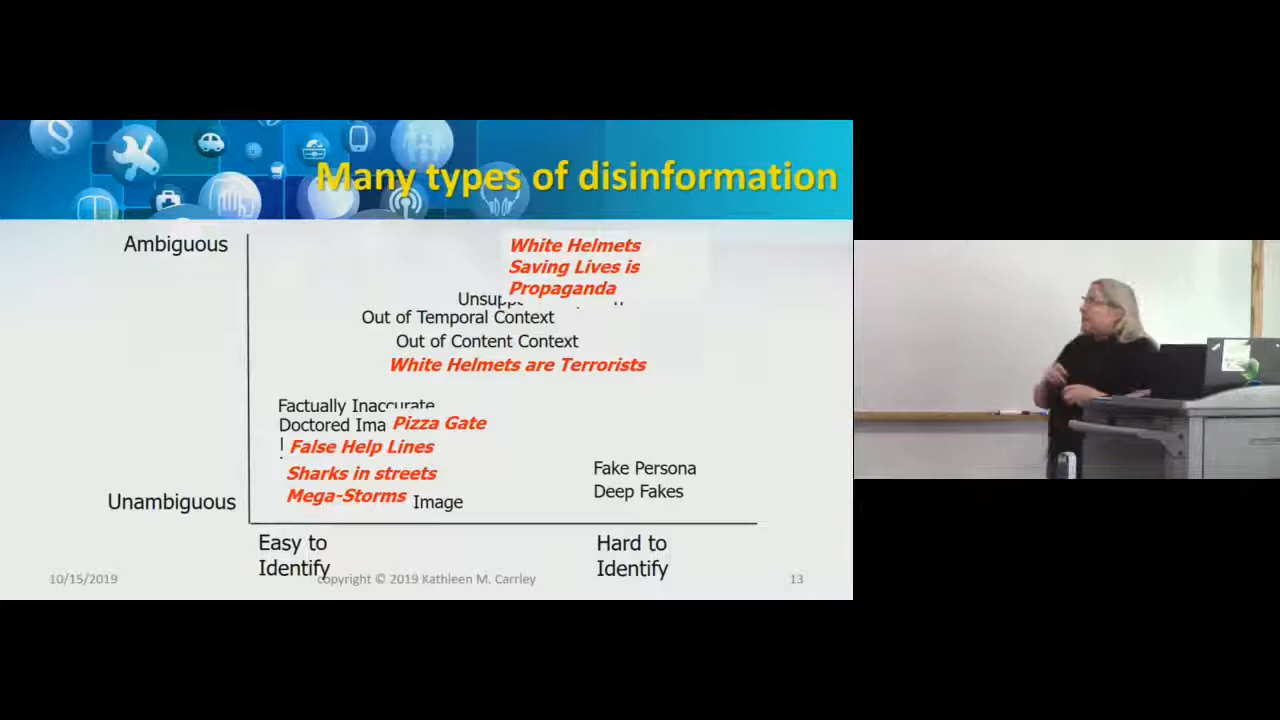 Many types of disinformation
Ambiguous
White Helmets
Saving Lives is
Propaganda
Out of Temporal Context
Out of Content Context
White Helmets are Terrorists
Factually Inaccurate
Doctored Ima Pizza Gate
False Help Lines
Sharks in streets
Mega-Storms Image
Fake Persona
Deep Fakes
Unambiguous
Easy to
Identify
Hard to
Identify
10/15/2019
copyright © 2019 Kathleen M. Carrley
13